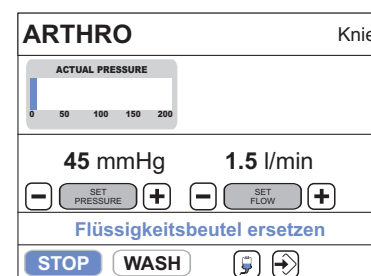 ARTHRO Knie
ACTUAL PRESSURE
0 50 100 150 200
45 mmHg 1.5 l/min
SET PRESSURE
SET FLOW
Flüssigkeitsbeutel ersetzen
STOP WASH